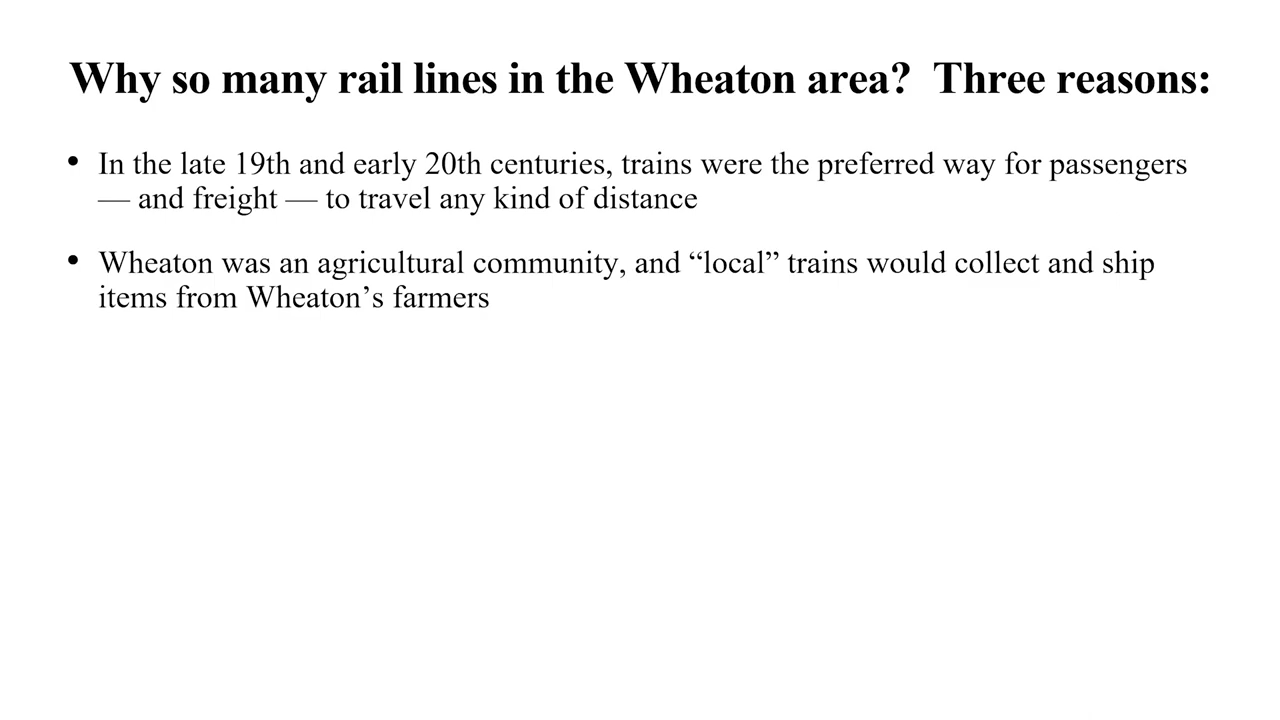 Why so many rail lines in the Wheaton area?  Three reasons:
• In the late 19th and early 20th centuries, trains were the preferred way for passengers
— and freight — to travel any kind of distance
• Wheaton was an agricultural community, and “local” trains would collect and ship
items from Wheaton’s farmers